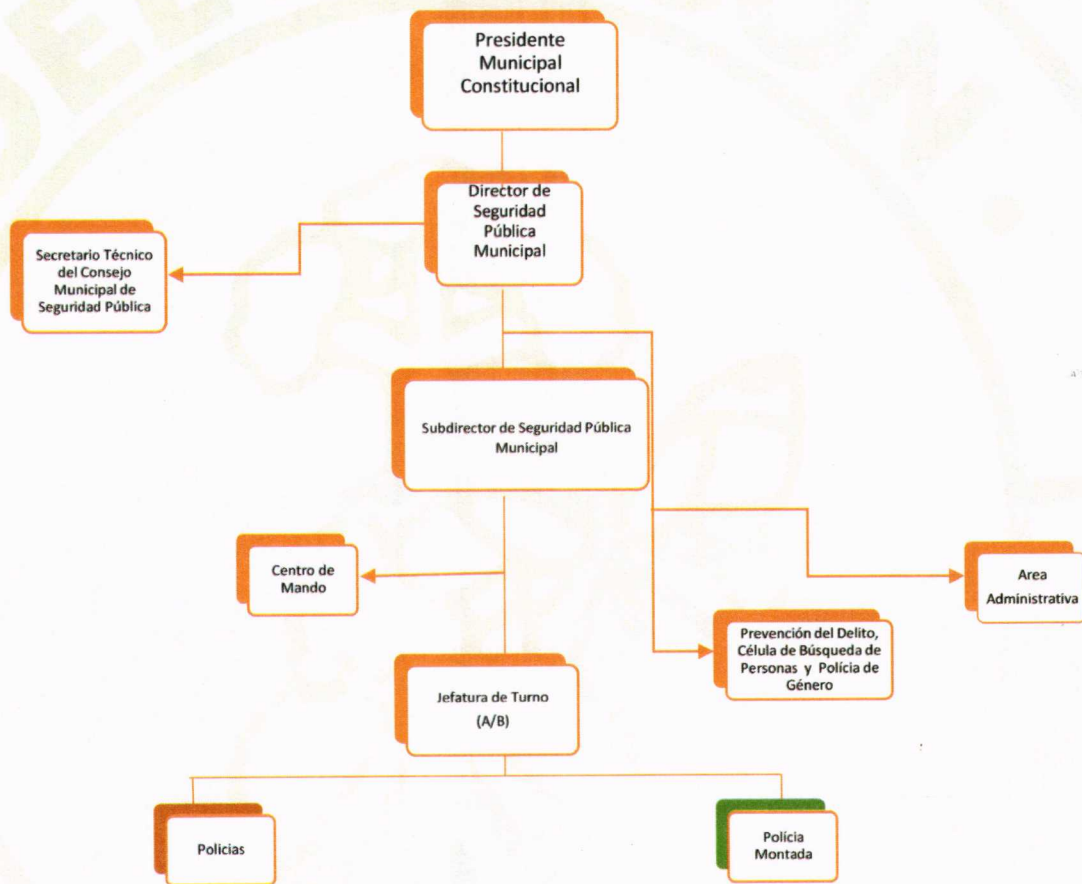 Presidente
Municipal
Constitucional
Director de
Seguridad
Pública
Municipal
Secretario Técnico
del Consejo
Municipal de
Seguridad Pública
Subdirector de Seguridad Pública
Municipal
Centro de
Mando
Area
Administrativa
Prevención del Delito,
Célula de Búsqueda de
Personas y Polícia de
Género
Jefatura de Turno
(A/B)
Policias
Polícia
Montada